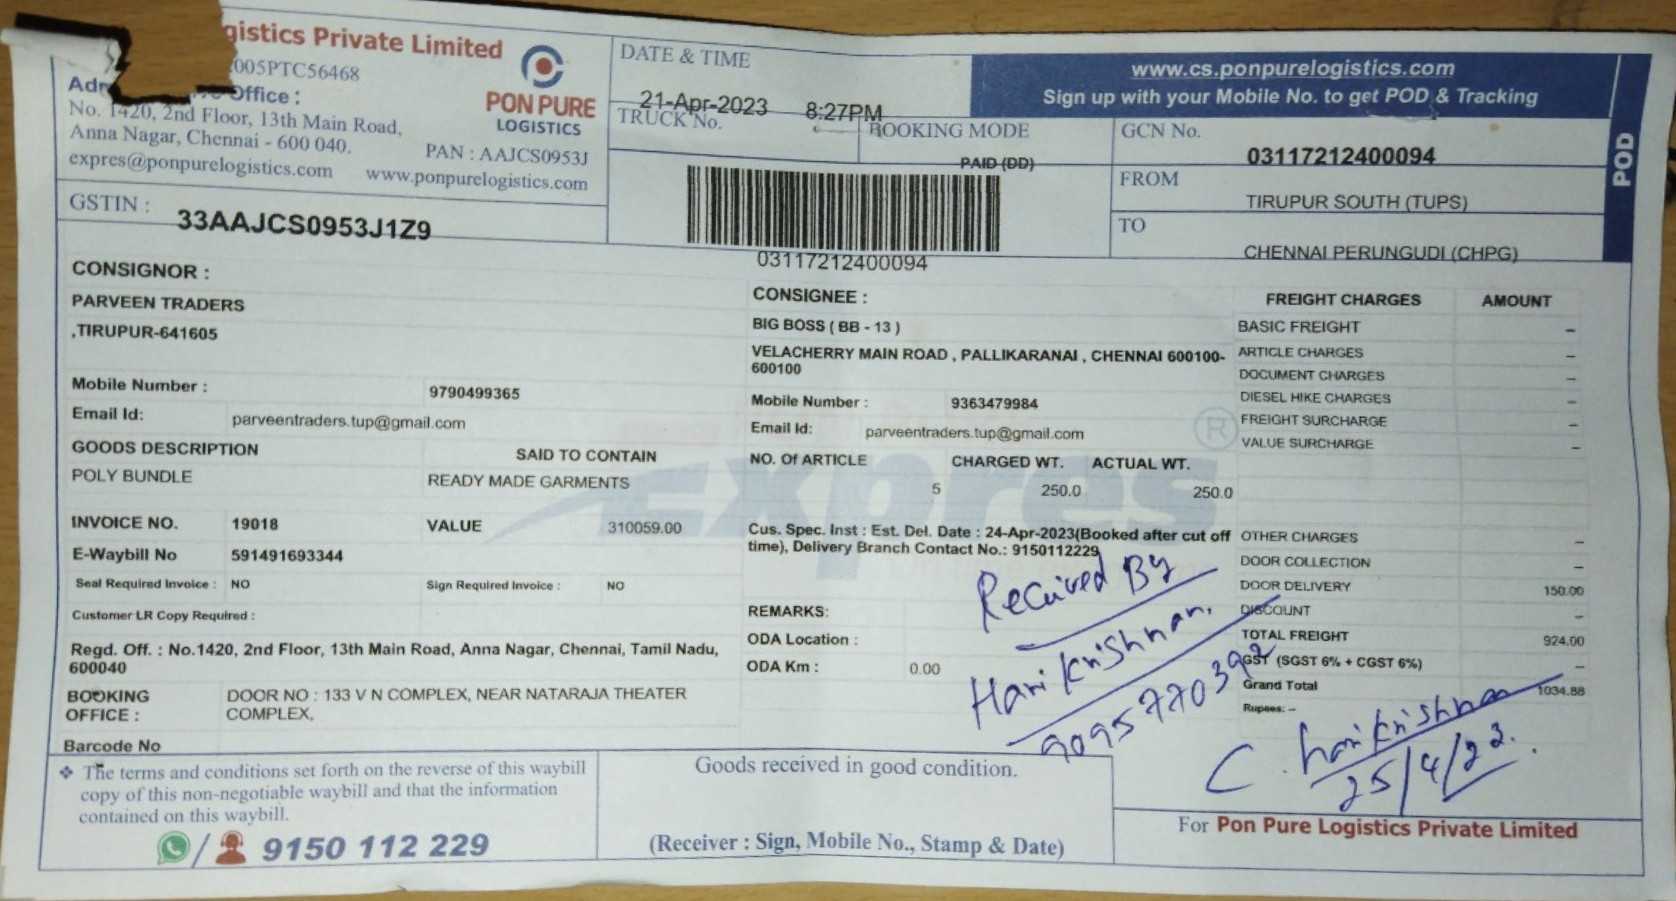 gistics Private Limited
005PTC56468
Office :
No. 1420, 2nd Floor, 13th Main Road,
Anna Nagar, Chennai - 600 040.
PAN : AAJCS0953J
expres@ponpurelogistics.com www.ponpurelogistics.com
PON PURE
LOGISTICS
GSTIN : 33AAJCS0953J1Z9
DATE & TIME
21-Apr-2023 8:27PM
TRUCK No.
BOOKING MODE
PAID (DD)
03117212400094
www.cs.ponpurelogistics.com
Sign up with your Mobile No. to get POD & Tracking
GCN No.
03117212400094
FROM
TIRUPUR SOUTH (TUPS)
TO
CHENNAI PERUNGUDI (CHPG)
POD
CONSIGNOR :
PARVEEN TRADERS
,TIRUPUR-641605
Mobile Number : 9790499365
Email Id: parveentraders.tup@gmail.com
GOODS DESCRIPTION SAID TO CONTAIN
POLY BUNDLE READY MADE GARMENTS
INVOICE NO. 19018 VALUE 310059.00
E-Waybill No 591491693344
Seal Required Invoice : NO Sign Required Invoice : NO
Customer LR Copy Required :
Regd. Off. : No.1420, 2nd Floor, 13th Main Road, Anna Nagar, Chennai, Tamil Nadu,
600040
BOOKING OFFICE : DOOR NO : 133 V N COMPLEX, NEAR NATARAJA THEATER
COMPLEX,
Barcode No
CONSIGNEE :
BIG BOSS ( BB - 13 )
VELACHERRY MAIN ROAD , PALLIKARANAI , CHENNAI 600100-
600100
Mobile Number : 9363479984
Email Id: parveentraders.tup@gmail.com
NO. Of ARTICLE CHARGED WT. ACTUAL WT.
5 250.0 250.0
expres ®
Cus. Spec. Inst : Est. Del. Date : 24-Apr-2023(Booked after cut off
time), Delivery Branch Contact No.: 9150112229
REMARKS:
ODA Location :
ODA Km : 0.00
Received By
Hari Krishnan.
9095770392
FREIGHT CHARGES AMOUNT
BASIC FREIGHT –
ARTICLE CHARGES –
DOCUMENT CHARGES –
DIESEL HIKE CHARGES –
FREIGHT SURCHARGE –
VALUE SURCHARGE –
OTHER CHARGES –
DOOR COLLECTION –
DOOR DELIVERY 150.00
DISCOUNT –
TOTAL FREIGHT 924.00
GST (SGST 6% + CGST 6%) –
Grand Total 1034.88
Rupees: –
C. harikrishna
25/4/23.
❖ The terms and conditions set forth on the reverse of this waybill
copy of this non-negotiable waybill and that the information
contained on this waybill.
/ 9150 112 229
Goods received in good condition.
(Receiver : Sign, Mobile No., Stamp & Date)
For Pon Pure Logistics Private Limited